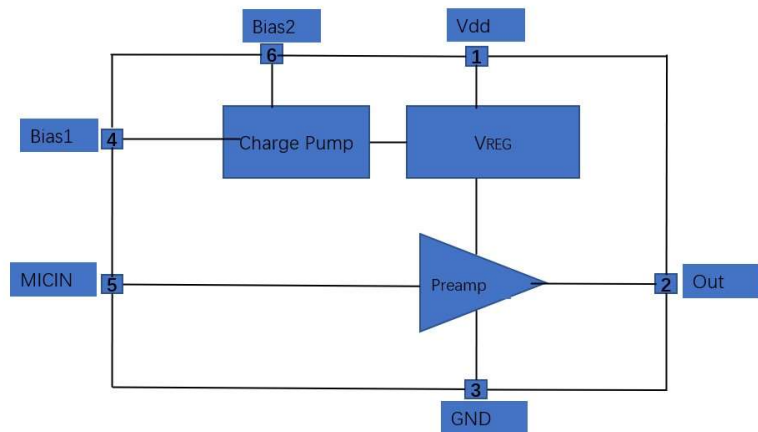 Bias2
Vdd
6
1
Bias1
4
Charge Pump
VREG
MICIN
5
Preamp
2
Out
3
GND